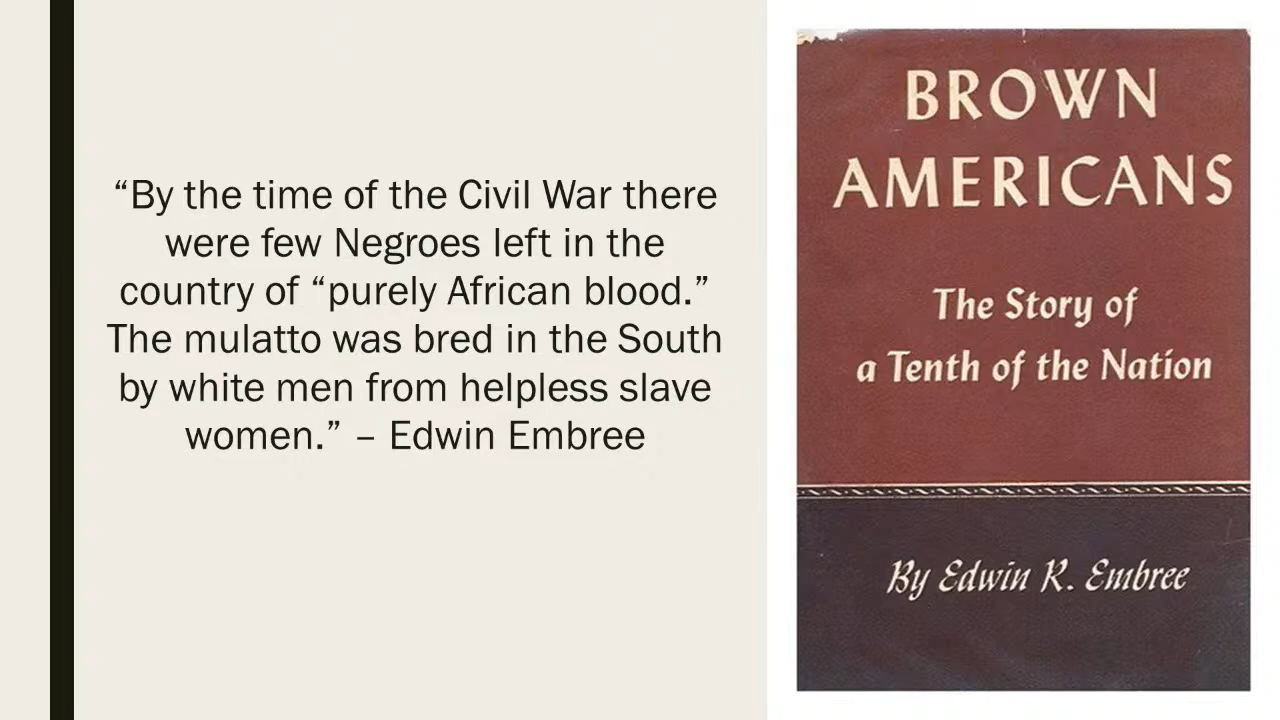 “By the time of the Civil War there
were few Negroes left in the
country of “purely African blood.”
The mulatto was bred in the South
by white men from helpless slave
women.” – Edwin Embree
BROWN
AMERICANS
The Story of
a Tenth of the Nation
By Edwin R. Embree